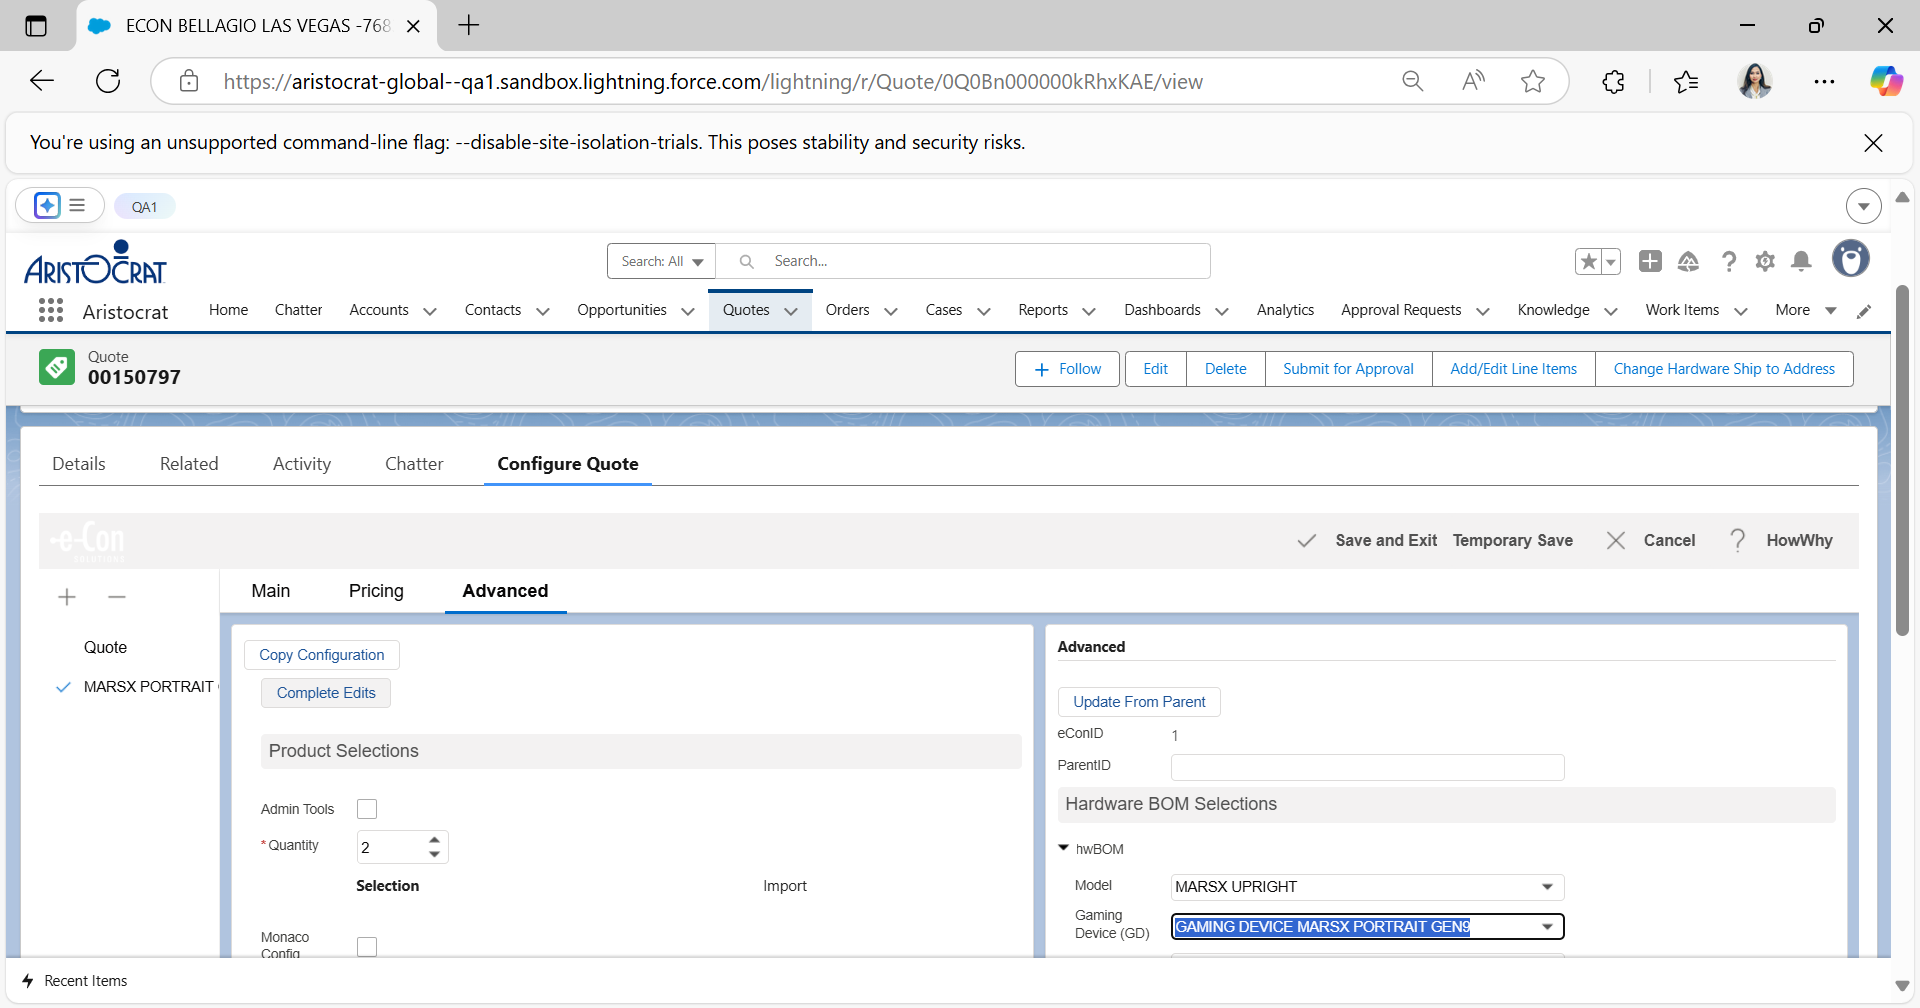 ECON BELLAGIO LAS VEGAS -768
https://aristocrat-global--qa1.sandbox.lightning.force.com/lightning/r/Quote/0Q0Bn000000kRhxKAE/view
You're using an unsupported command-line flag: --disable-site-isolation-trials. This poses stability and security risks.
QA1
ARISTOCRAT
Search: All
Search...
Aristocrat
Home
Chatter
Accounts
Contacts
Opportunities
Quotes
Orders
Cases
Reports
Dashboards
Analytics
Approval Requests
Knowledge
Work Items
More
Quote
00150797
Follow
Edit
Delete
Submit for Approval
Add/Edit Line Items
Change Hardware Ship to Address
Details
Related
Activity
Chatter
Configure Quote
e-Con
SOLUTIONS
Save and Exit
Temporary Save
Cancel
HowWhy
Main
Pricing
Advanced
Quote
MARSX PORTRAIT
Copy Configuration
Complete Edits
Product Selections
Admin Tools
*Quantity
2
Selection
Import
Monaco
Config
Advanced
Update From Parent
eConID
1
ParentID
Hardware BOM Selections
hwBOM
Model
MARSX UPRIGHT
Gaming
Device (GD)
GAMING DEVICE MARSX PORTRAIT GEN9
Recent Items